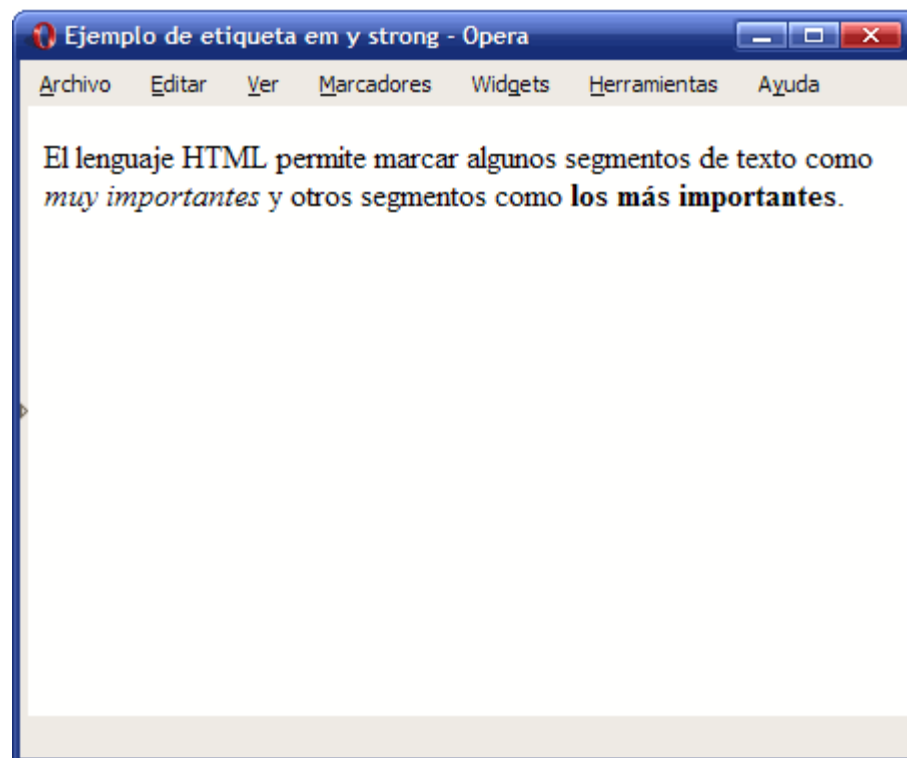 Ejemplo de etiqueta em y strong - Opera
Archivo Editar Ver Marcadores Widgets Herramientas Ayuda
El lenguaje HTML permite marcar algunos segmentos de texto como
muy importantes y otros segmentos como los más importantes.